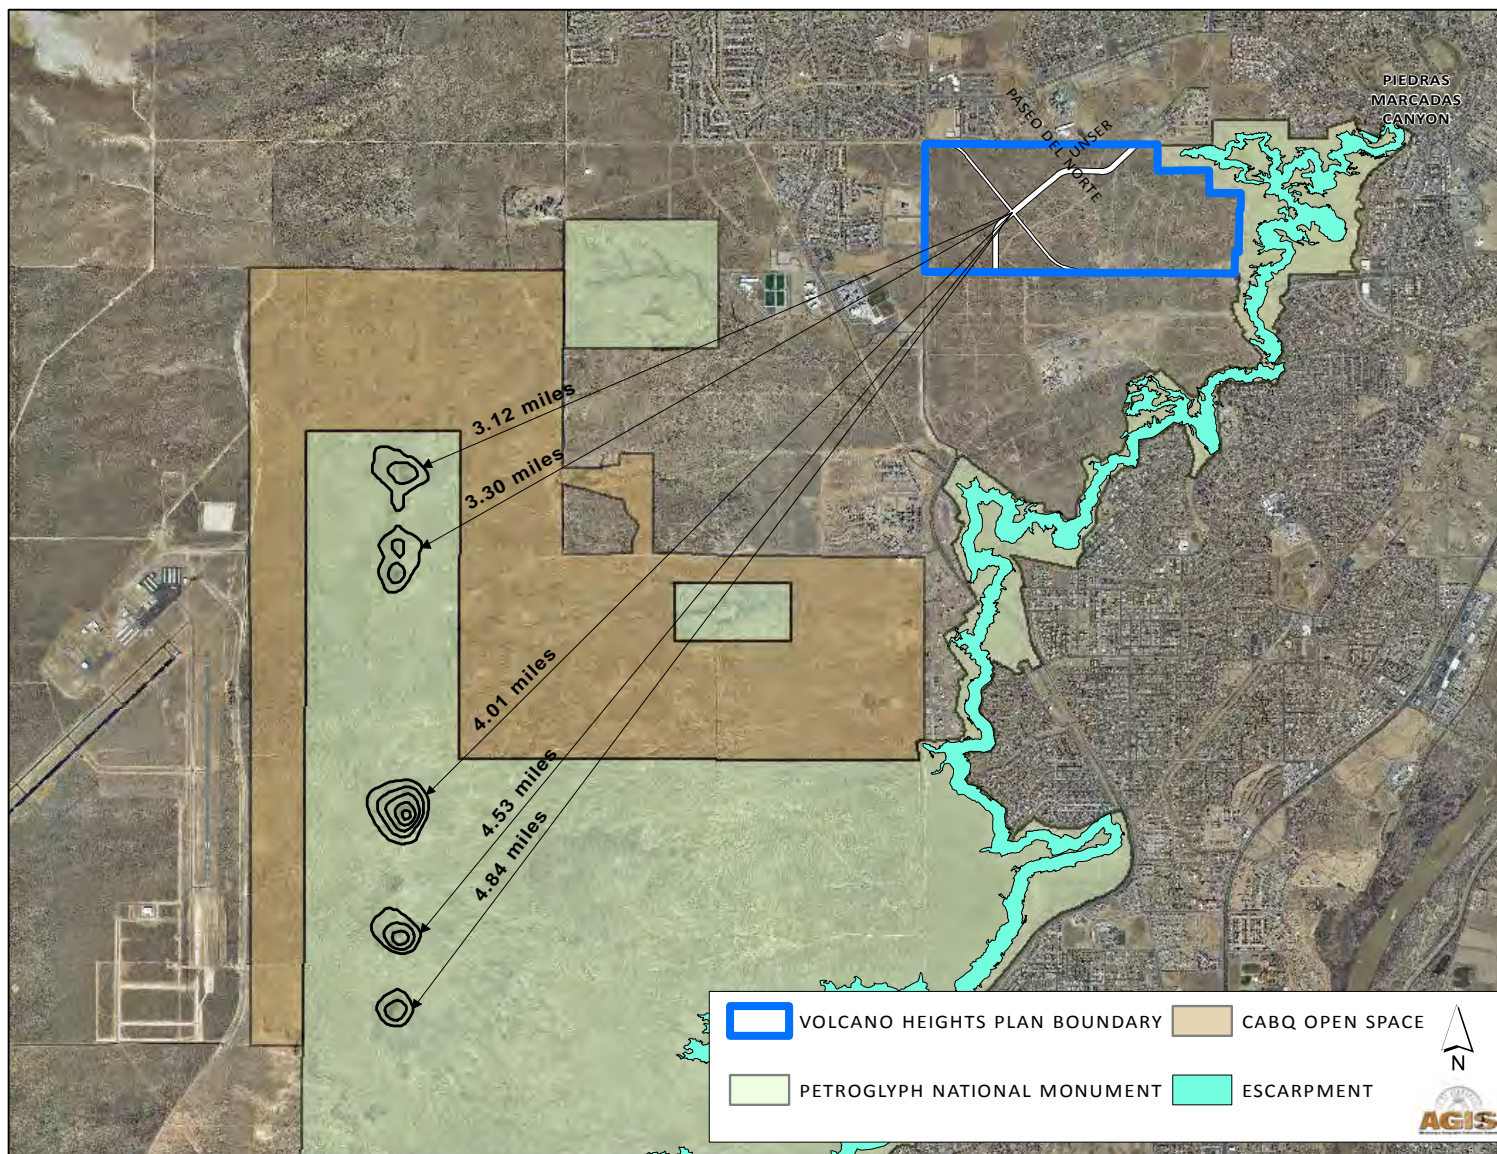 PIEDRAS
MARCADAS
CANYON
PASEO DEL NORTE
UNSER
3.12 miles
3.30 miles
4.01 miles
4.53 miles
4.84 miles
VOLCANO HEIGHTS PLAN BOUNDARY
CABQ OPEN SPACE
PETROGLYPH NATIONAL MONUMENT
ESCARPMENT
N
AGIS